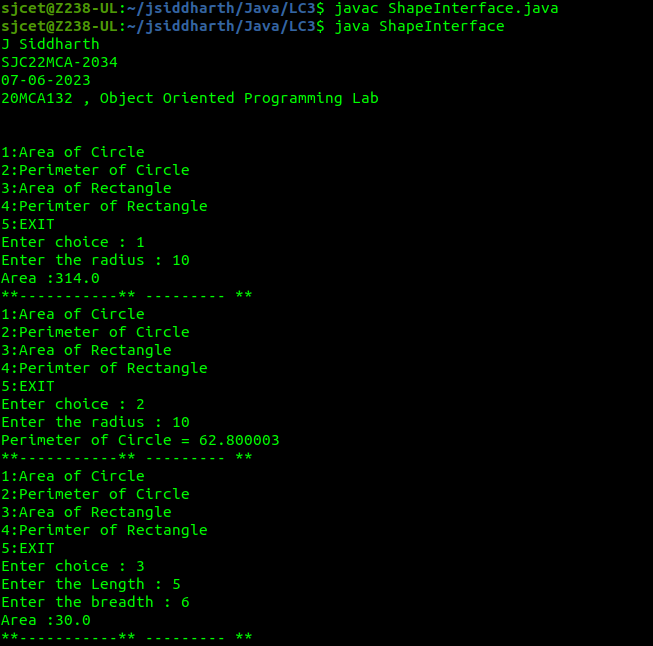 sjcet@Z238-UL:~/jsiddharth/Java/LC3$ javac ShapeInterface.java
sjcet@Z238-UL:~/jsiddharth/Java/LC3$ java ShapeInterface
J Siddharth
SJC22MCA-2034
07-06-2023
20MCA132 , Object Oriented Programming Lab
1:Area of Circle
2:Perimeter of Circle
3:Area of Rectangle
4:Perimter of Rectangle
5:EXIT
Enter choice : 1
Enter the radius : 10
Area :314.0
**-----------** --------- **
1:Area of Circle
2:Perimeter of Circle
3:Area of Rectangle
4:Perimter of Rectangle
5:EXIT
Enter choice : 2
Enter the radius : 10
Perimeter of Circle = 62.800003
**-----------** --------- **
1:Area of Circle
2:Perimeter of Circle
3:Area of Rectangle
4:Perimter of Rectangle
5:EXIT
Enter choice : 3
Enter the Length : 5
Enter the breadth : 6
Area :30.0
**-----------** --------- **